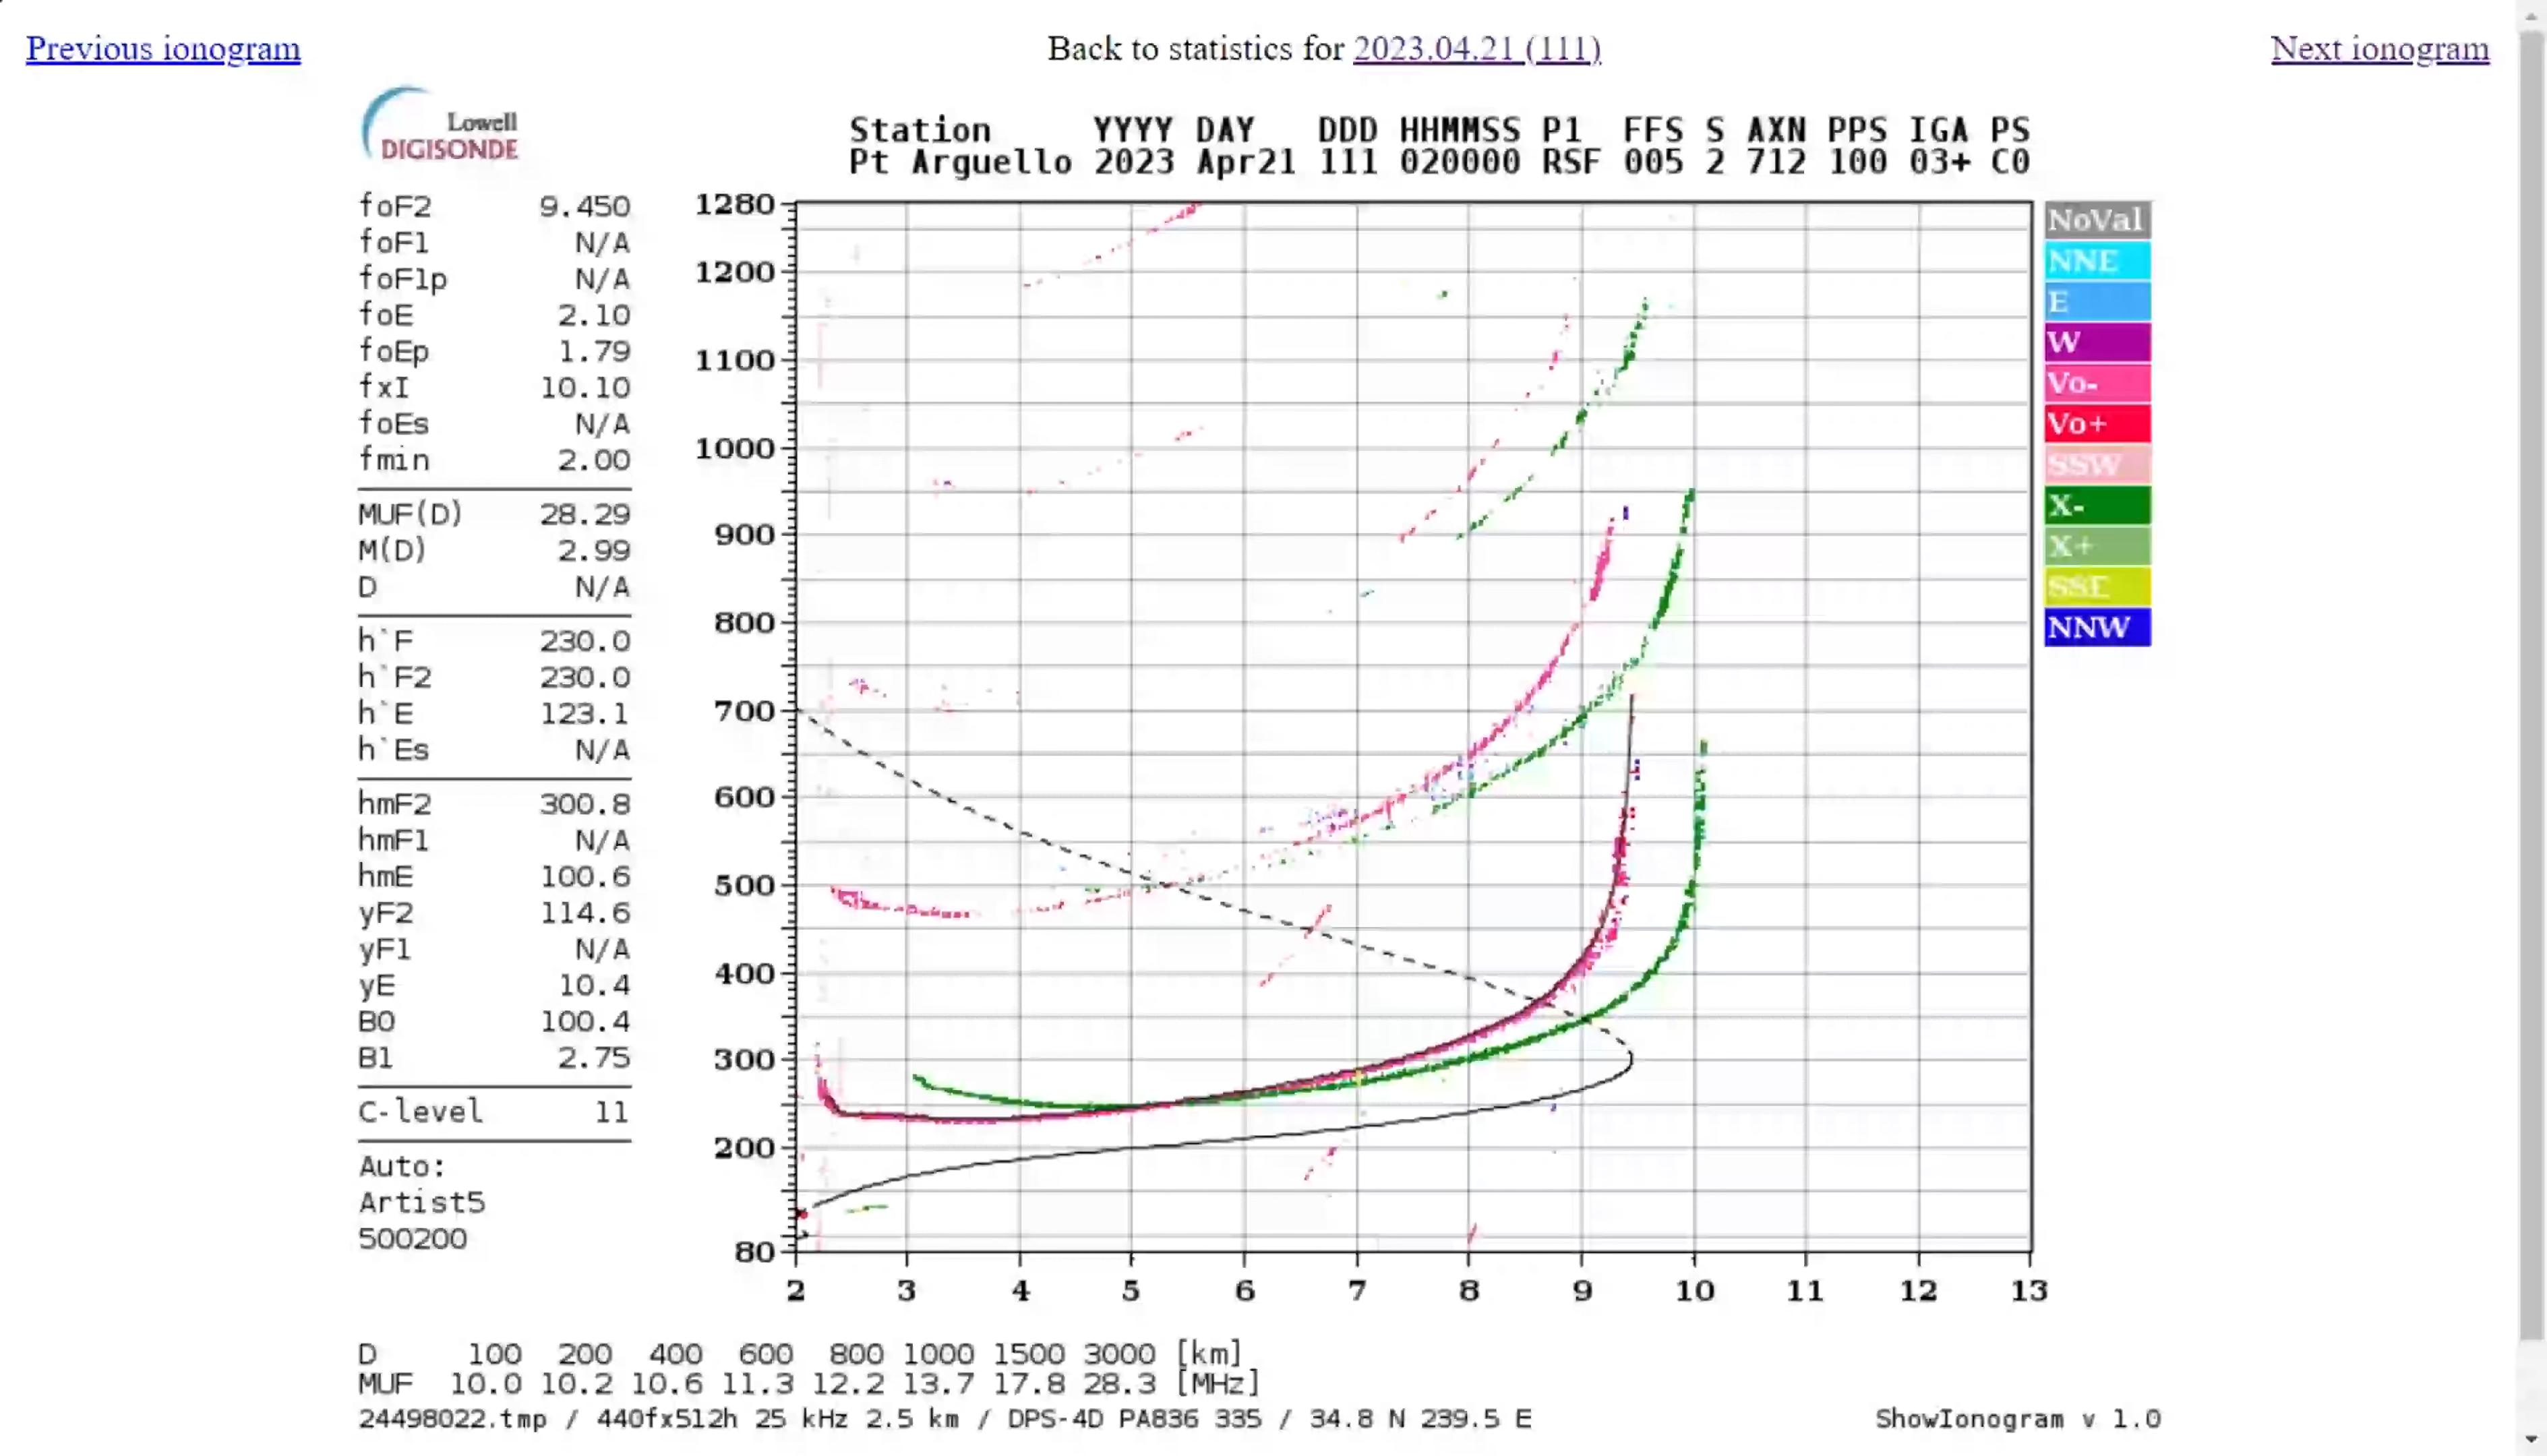 Previous ionogram
Back to statistics for 2023.04.21 (111)
Next ionogram
Lowell
DIGISONDE
Station YYYY DAY DDD HHMMSS P1 FFS S AXN PPS IGA PS
Pt Arguello 2023 Apr21 111 020000 RSF 005 2 712 100 03+ C0
foF2 9.450
foF1 N/A
foF1p N/A
foE 2.10
foEp 1.79
fxI 10.10
foEs N/A
fmin 2.00
MUF(D) 28.29
M(D) 2.99
D N/A
h`F 230.0
h`F2 230.0
h`E 123.1
h`Es N/A
hmF2 300.8
hmF1 N/A
hmE 100.6
yF2 114.6
yF1 N/A
yE 10.4
B0 100.4
B1 2.75
C-level 11
Auto:
Artist5
500200
1280
1200
1100
1000
900
800
700
600
500
400
300
200
80
2 3 4 5 6 7 8 9 10 11 12 13
NoVal
NNE
E
W
Vo-
Vo+
SSW
X-
X+
SSE
NNW
D 100 200 400 600 800 1000 1500 3000 [km]
MUF 10.0 10.2 10.6 11.3 12.2 13.7 17.8 28.3 [MHz]
24498022.tmp / 440fx512h 25 kHz 2.5 km / DPS-4D PA836 335 / 34.8 N 239.5 E
ShowIonogram v 1.0